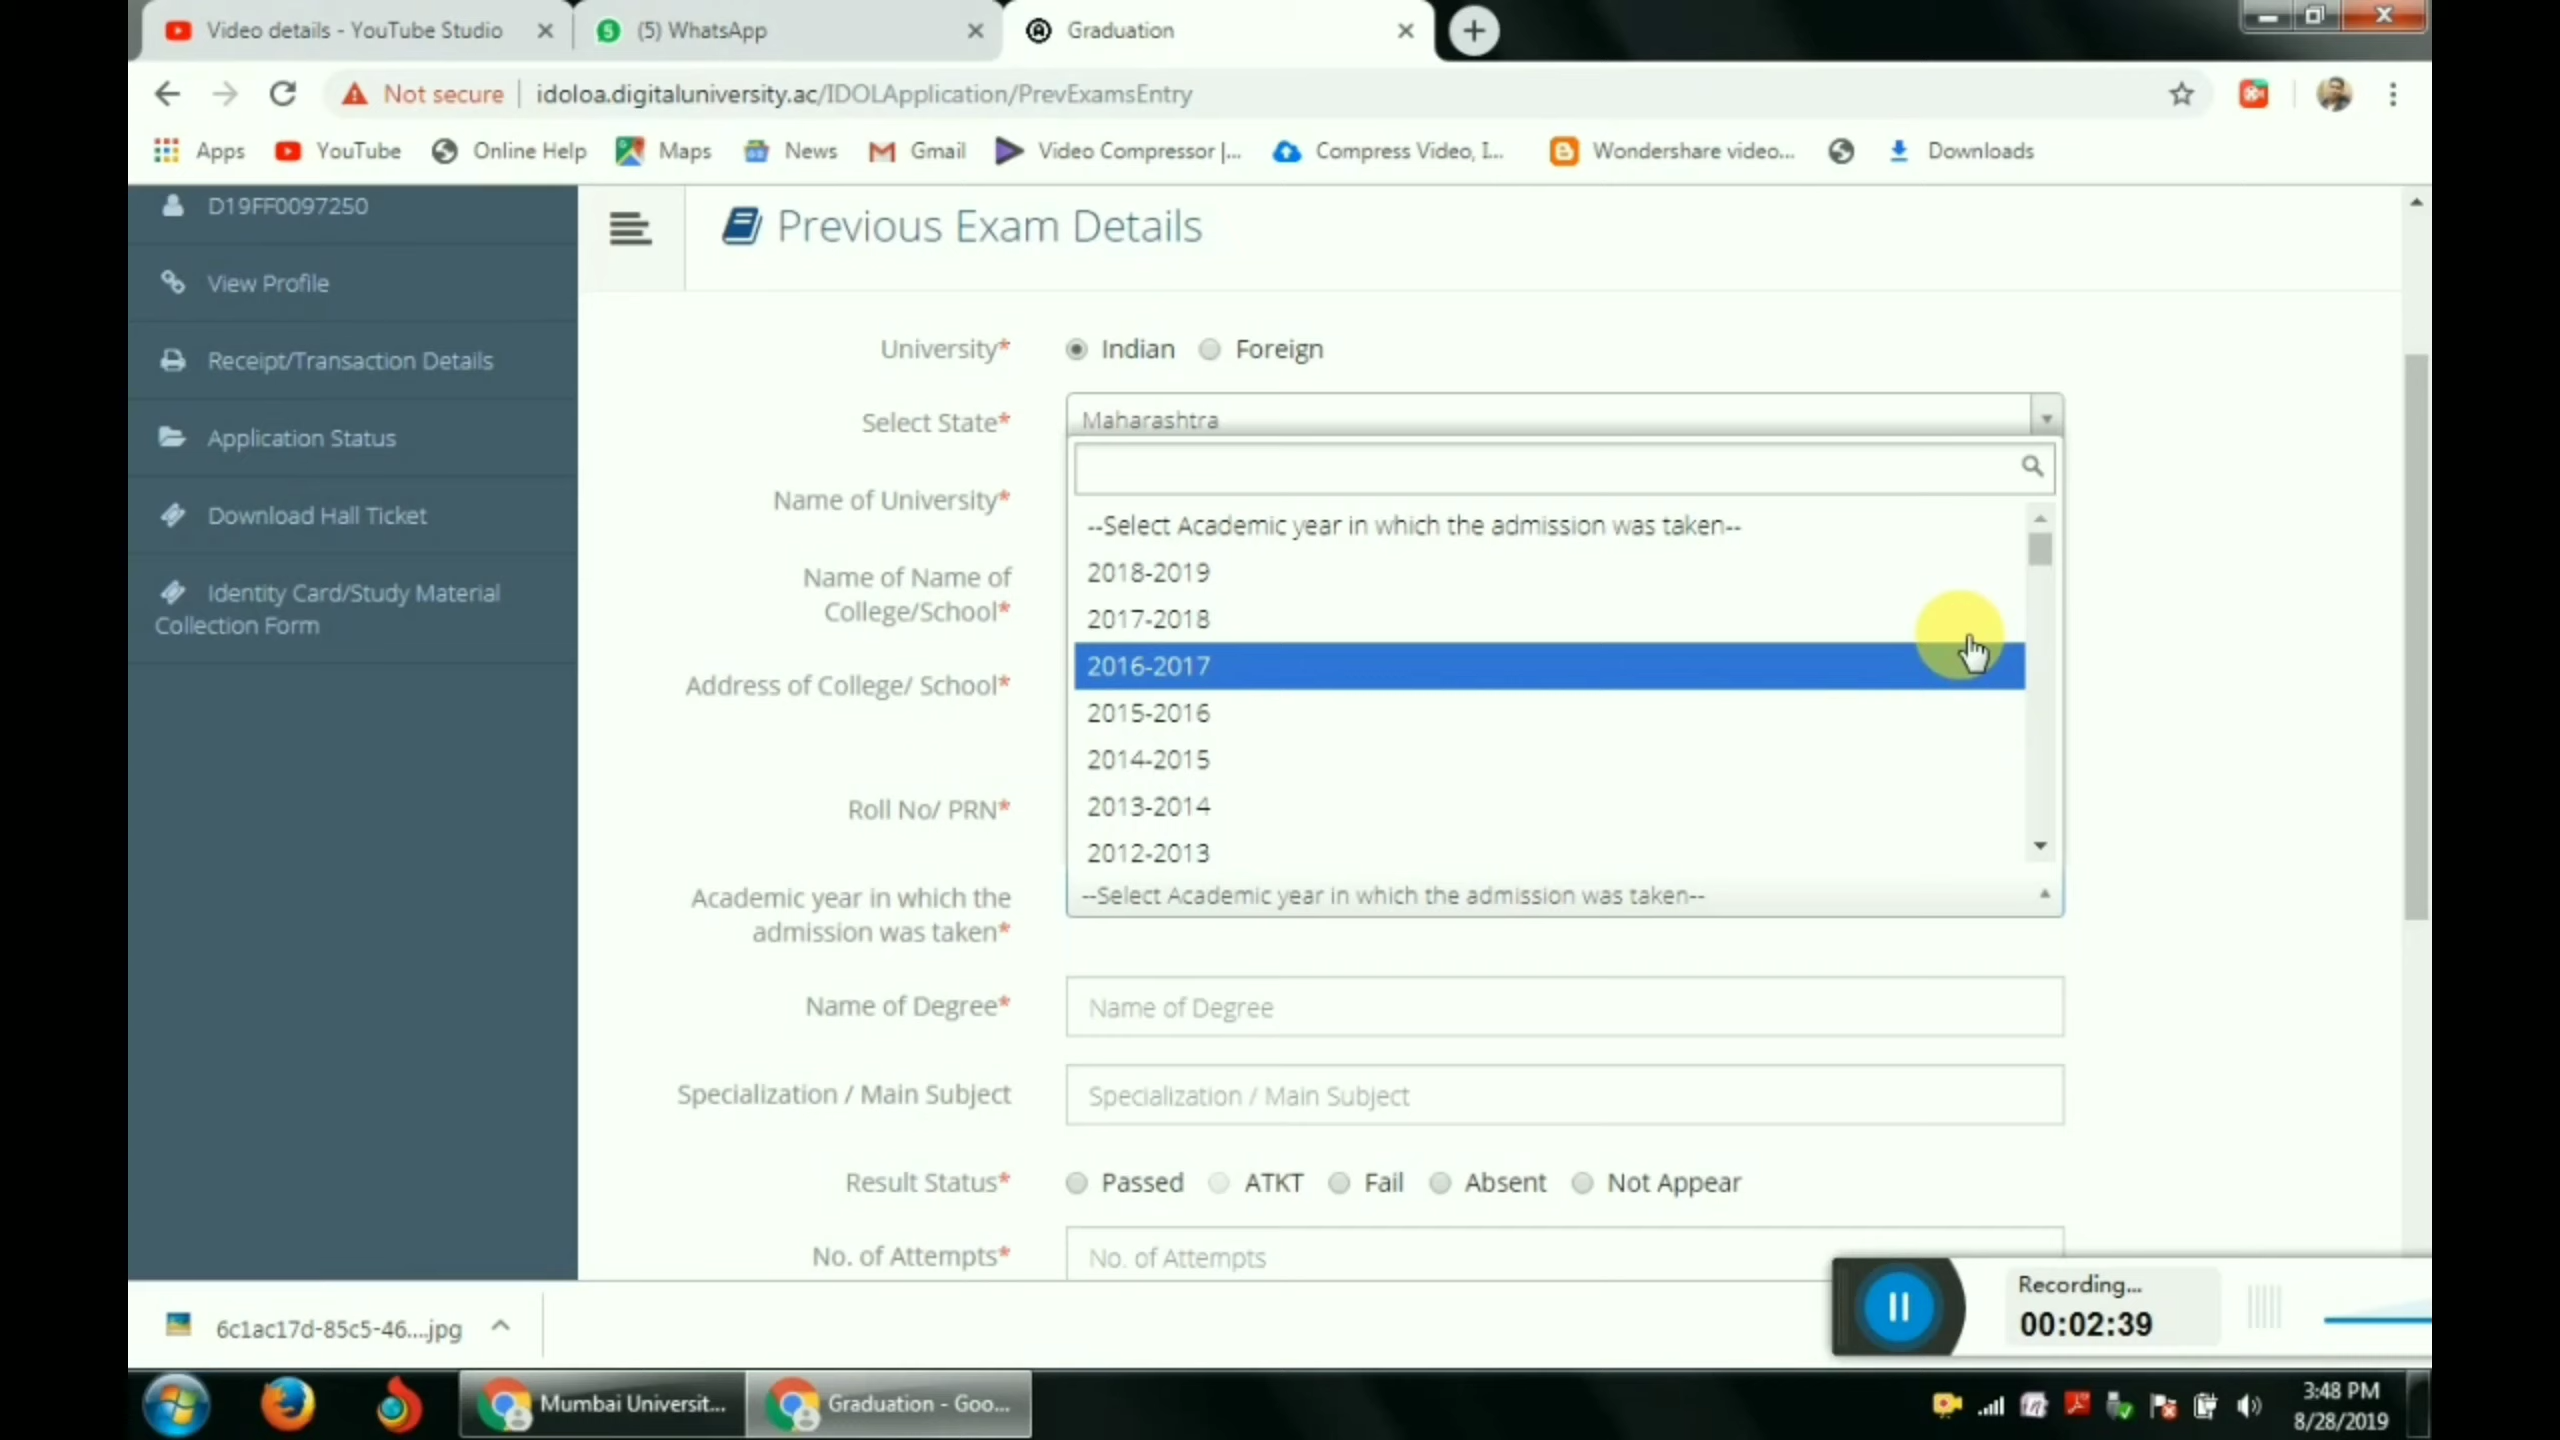 Video details - YouTube Studio
(5) WhatsApp
Graduation
Not secure
idoloa.digitaluniversity.ac/IDOLApplication/PrevExamsEntry
Apps
YouTube
Online Help
Maps
News
Gmail
Video Compressor |...
Compress Video, I...
Wondershare video...
Downloads
D19FF0097250
View Profile
Receipt/Transaction Details
Application Status
Download Hall Ticket
Identity Card/Study Material
Collection Form
Previous Exam Details
University*
Indian
Foreign
Select State*
Maharashtra
Name of University*
Name of Name of
College/School*
Address of College/ School*
Roll No/ PRN*
--Select Academic year in which the admission was taken--
2018-2019
2017-2018
2016-2017
2015-2016
2014-2015
2013-2014
2012-2013
Academic year in which the
admission was taken*
--Select Academic year in which the admission was taken--
Name of Degree*
Name of Degree
Specialization / Main Subject
Specialization / Main Subject
Result Status*
Passed
ATKT
Fail
Absent
Not Appear
No. of Attempts*
No. of Attempts
Recording...
00:02:39
6c1ac17d-85c5-46....jpg
Mumbai Universit...
Graduation - Goo...
3:48 PM
8/28/2019